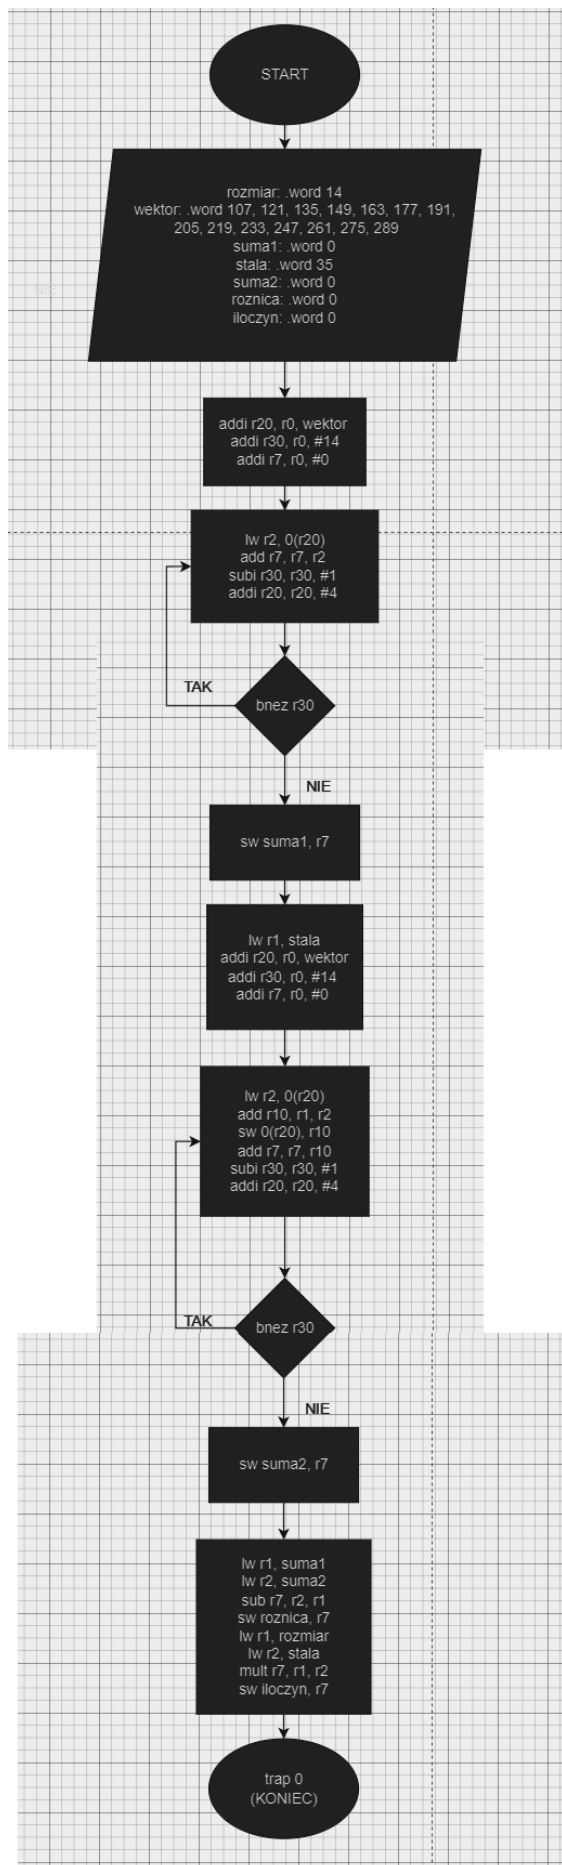 START
rozmiar: .word 14
wektor: .word 107, 121, 135, 149, 163, 177, 191,
205, 219, 233, 247, 261, 275, 289
suma1: .word 0
stala: .word 35
suma2: .word 0
roznica: .word 0
iloczyn: .word 0
NIE
addi r20, r0, wektor
addi r30, r0, #14
addi r7, r0, #0
lw r2, 0(r20)
add r7, r7, r2
subi r30, r30, #1
addi r20, r20, #4
TAK
bnez r30
NIE
sw suma1, r7
lw r1, stala
addi r20, r0, wektor
addi r30, r0, #14
addi r7, r0, #0
lw r2, 0(r20)
add r10, r1, r2
sw 0(r20), r10
add r7, r7, r10
subi r30, r30, #1
addi r20, r20, #4
TAK
bnez r30
NIE
sw suma2, r7
lw r1, suma1
lw r2, suma2
sub r7, r2, r1
sw roznica, r7
lw r1, rozmiar
lw r2, stala
mult r7, r1, r2
sw iloczyn, r7
trap 0
(KONIEC)